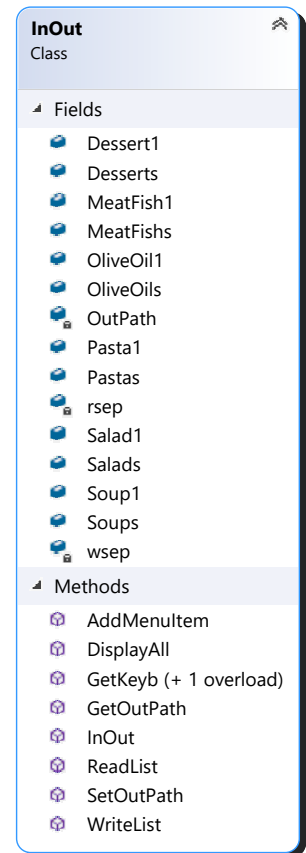 InOut
Class
Fields
Dessert1
Desserts
MeatFish1
MeatFishs
OliveOil1
OliveOils
OutPath
Pasta1
Pastas
rsep
Salad1
Salads
Soup1
Soups
wsep
Methods
AddMenuItem
DisplayAll
GetKeyb (+ 1 overload)
GetOutPath
InOut
ReadList
SetOutPath
WriteList